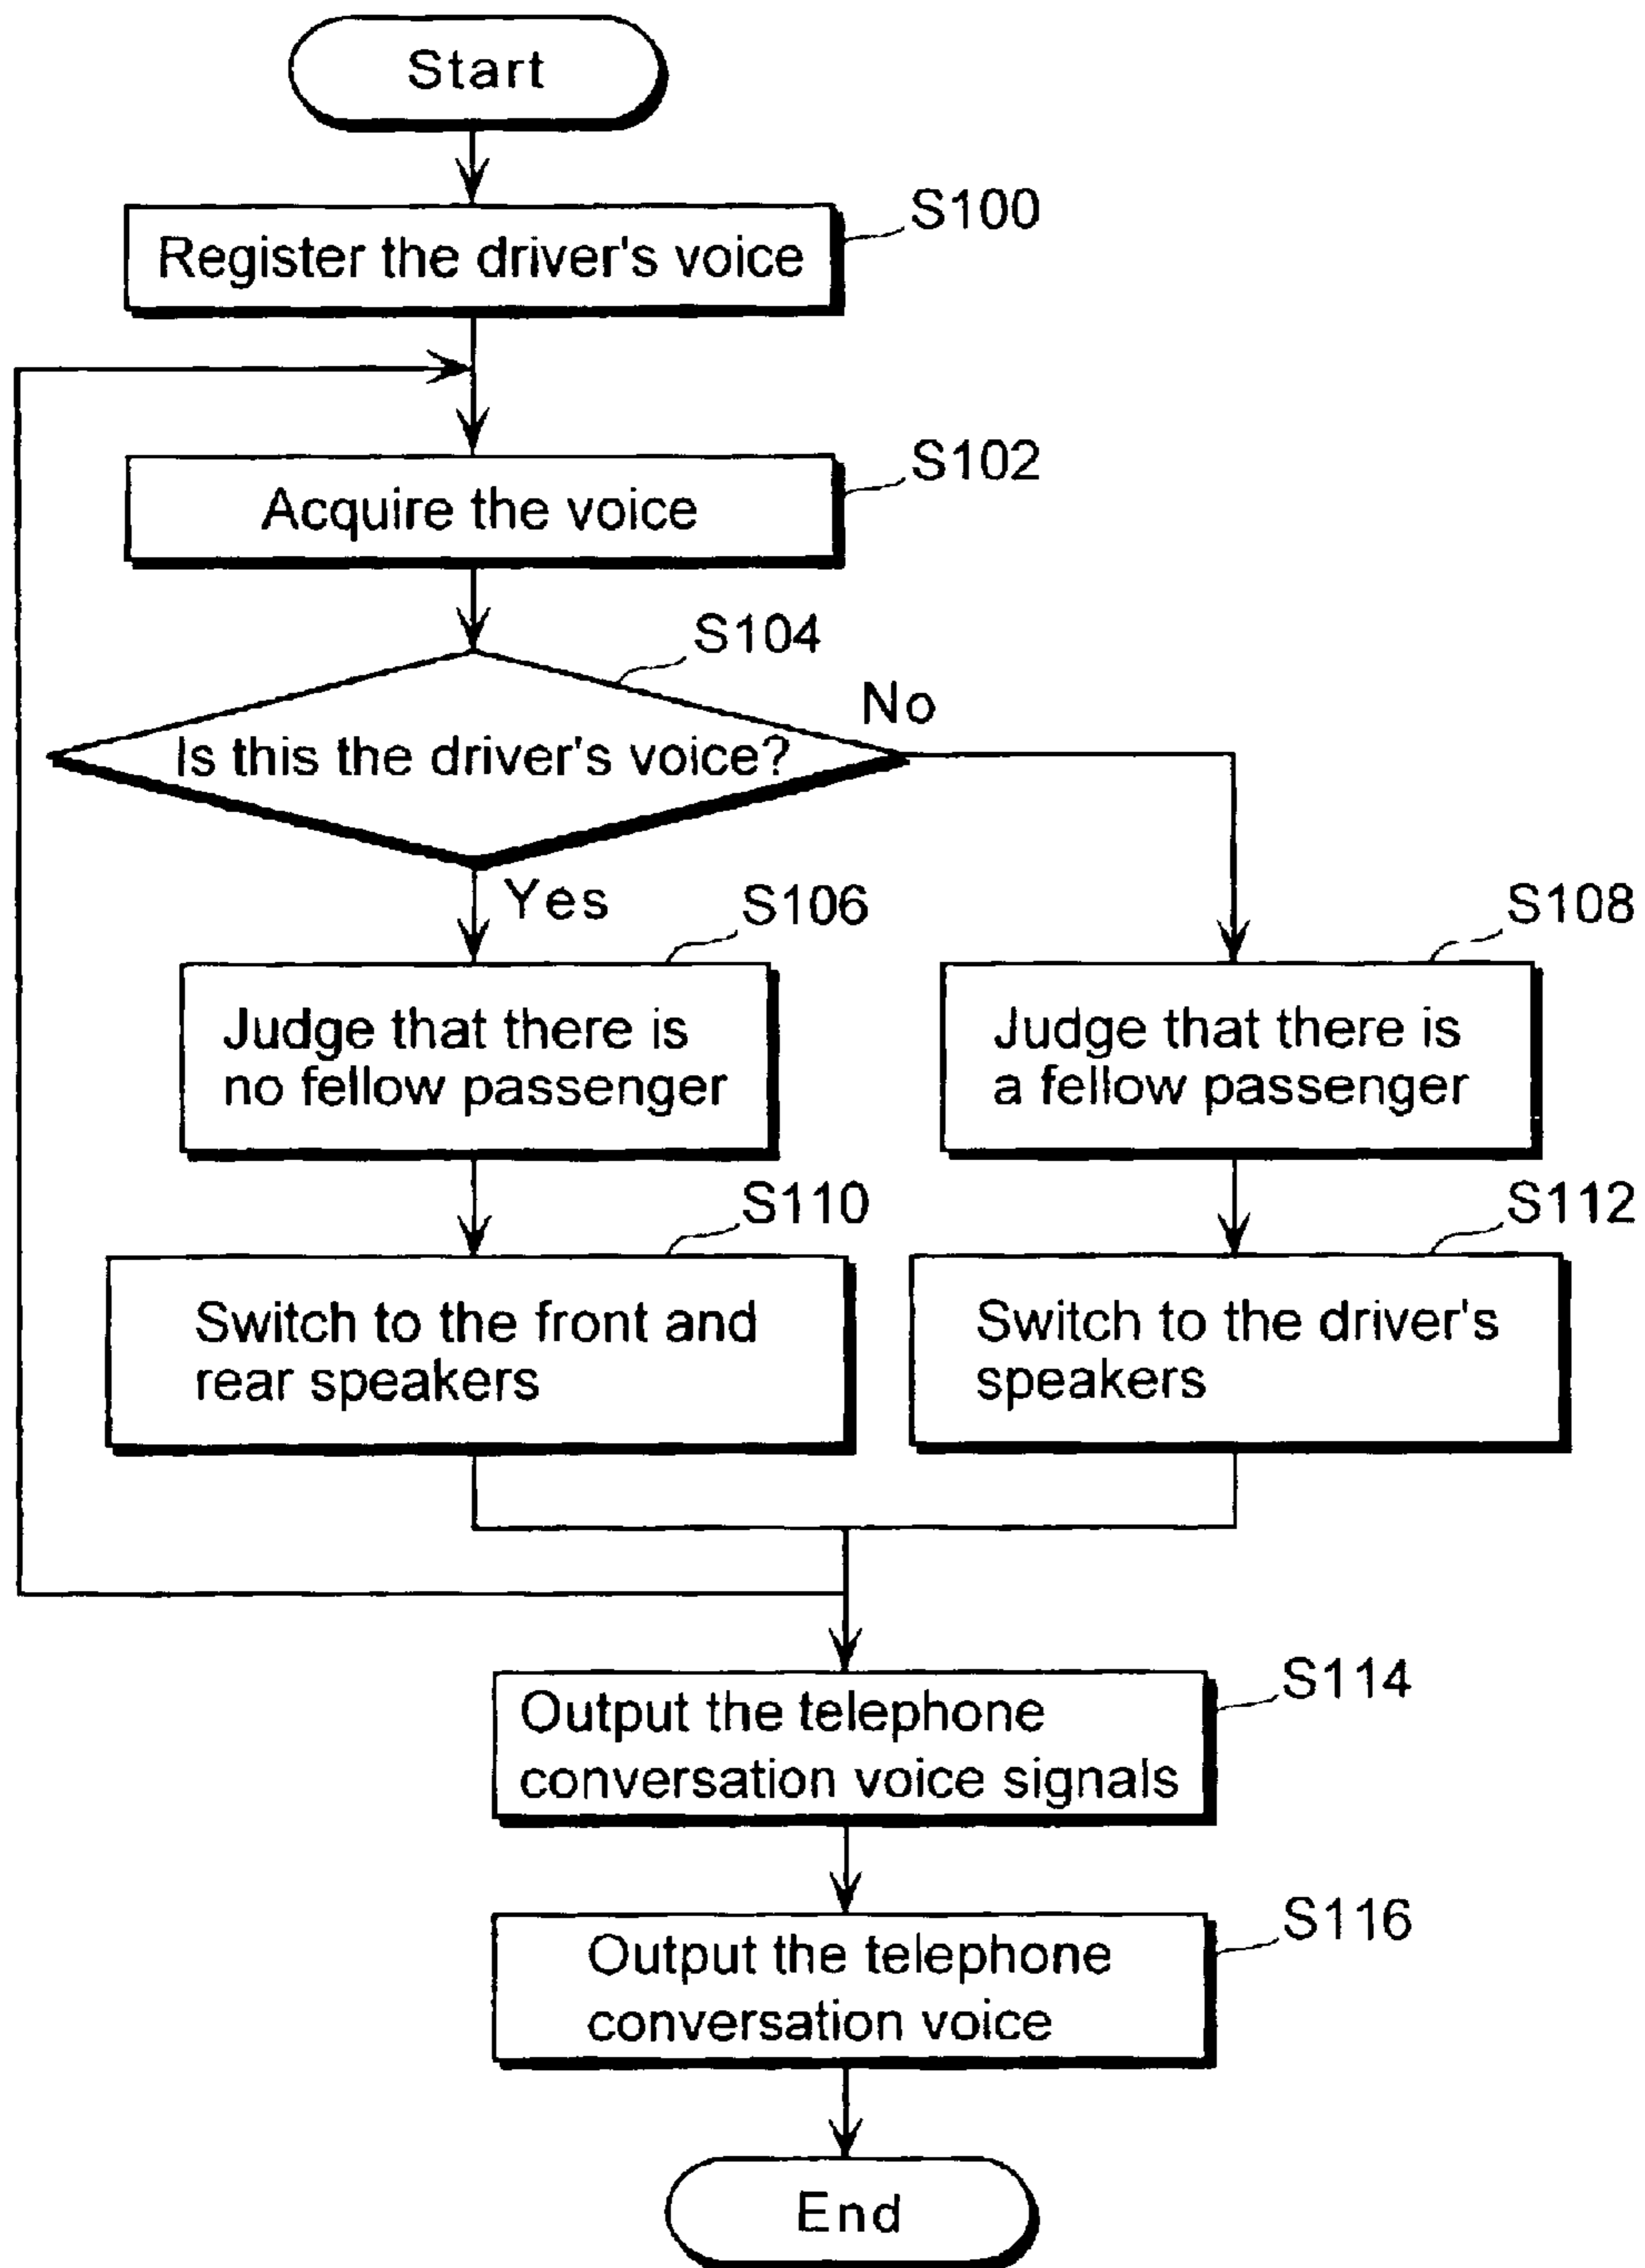 Start
S100
Register the driver's voice
S102
Acquire the voice
S104
No
Is this the driver's voice?
Yes
S106
S108
Judge that there is
no fellow passenger
Judge that there is
a fellow passenger
S110
S112
Switch to the front and
rear speakers
Switch to the driver's
speakers
S114
Output the telephone
conversation voice signals
S116
Output the telephone
conversation voice
End